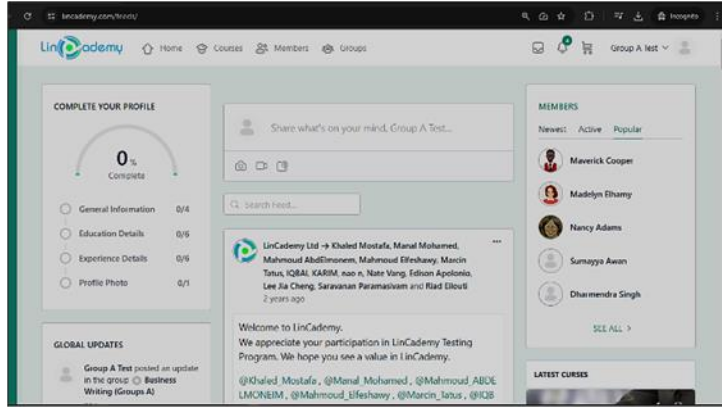 lincademy.com/feeds/
Incognito
LinCademy
Home
Courses
Members
Groups
4
Group A Test
COMPLETE YOUR PROFILE
0 %
Complete
General Information 0/4
Education Details 0/6
Experience Details 0/6
Profile Photo 0/1
GLOBAL UPDATES
Group A Test posted an update
in the group Business
Writing (Groups A)
Share what's on your mind, Group A Test...
Search Feed...
LinCademy Ltd → Khaled Mostafa, Manal Mohamed,
Mahmoud AbdElmonem, Mahmoud Elfeshawy, Marcin
Tatus, IQBAL KARIM, nao n, Nate Vang, Edison Apolonio,
Lee Jia Cheng, Saravanan Paramasivam and Riad Eilouti
2 years ago
Welcome to LinCademy.
We appreciate your participation in LinCademy Testing
Program. We hope you see a value in LinCademy.
@Khaled_Mostafa , @Manal_Mohamed , @Mahmoud_ABDE
LMONEIM , @Mahmoud_Elfeshawy , @Marcin_Tatus , @IQB
MEMBERS
Newest Active Popular
Maverick Cooper
Madelyn Elhamy
Nancy Adams
Sumayya Awan
Dharmendra Singh
SEE ALL >
LATEST CURSES